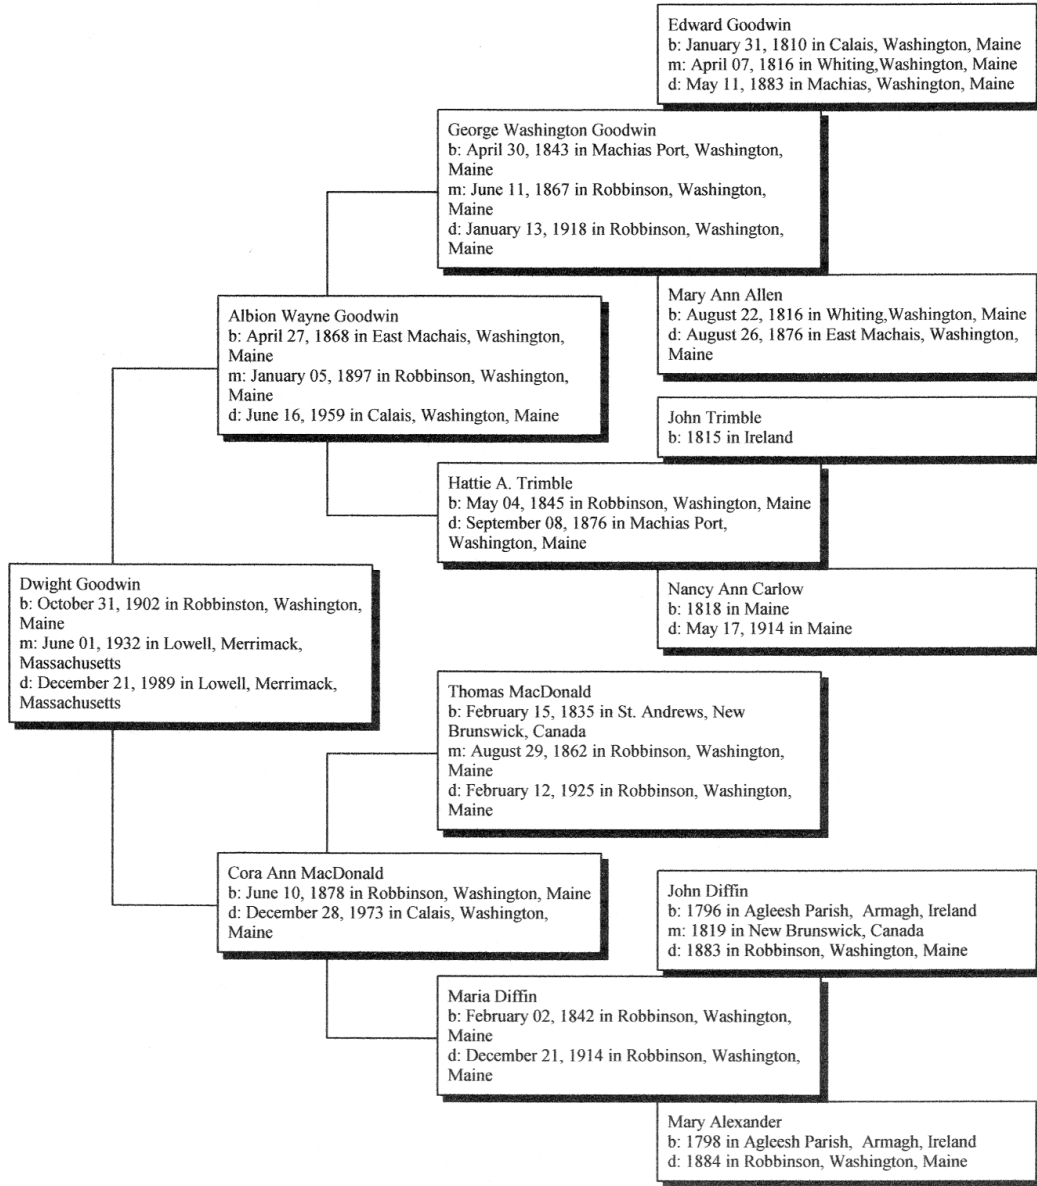 Edward Goodwin
b: January 31, 1810 in Calais, Washington, Maine
m: April 07, 1816 in Whiting,Washington, Maine
d: May 11, 1883 in Machias, Washington, Maine
George Washington Goodwin
b: April 30, 1843 in Machias Port, Washington,
Maine
m: June 11, 1867 in Robbinson, Washington,
Maine
d: January 13, 1918 in Robbinson, Washington,
Maine
Mary Ann Allen
b: August 22, 1816 in Whiting,Washington, Maine
d: August 26, 1876 in East Machais, Washington,
Maine
Albion Wayne Goodwin
b: April 27, 1868 in East Machais, Washington,
Maine
m: January 05, 1897 in Robbinson, Washington,
Maine
d: June 16, 1959 in Calais, Washington, Maine
John Trimble
b: 1815 in Ireland
Hattie A. Trimble
b: May 04, 1845 in Robbinson, Washington, Maine
d: September 08, 1876 in Machias Port,
Washington, Maine
Nancy Ann Carlow
b: 1818 in Maine
d: May 17, 1914 in Maine
Dwight Goodwin
b: October 31, 1902 in Robbinston, Washington,
Maine
m: June 01, 1932 in Lowell, Merrimack,
Massachusetts
d: December 21, 1989 in Lowell, Merrimack,
Massachusetts
Thomas MacDonald
b: February 15, 1835 in St. Andrews, New
Brunswick, Canada
m: August 29, 1862 in Robbinson, Washington,
Maine
d: February 12, 1925 in Robbinson, Washington,
Maine
Cora Ann MacDonald
b: June 10, 1878 in Robbinson, Washington, Maine
d: December 28, 1973 in Calais, Washington,
Maine
John Diffin
b: 1796 in Agleesh Parish, Armagh, Ireland
m: 1819 in New Brunswick, Canada
d: 1883 in Robbinson, Washington, Maine
Maria Diffin
b: February 02, 1842 in Robbinson, Washington,
Maine
d: December 21, 1914 in Robbinson, Washington,
Maine
Mary Alexander
b: 1798 in Agleesh Parish, Armagh, Ireland
d: 1884 in Robbinson, Washington, Maine